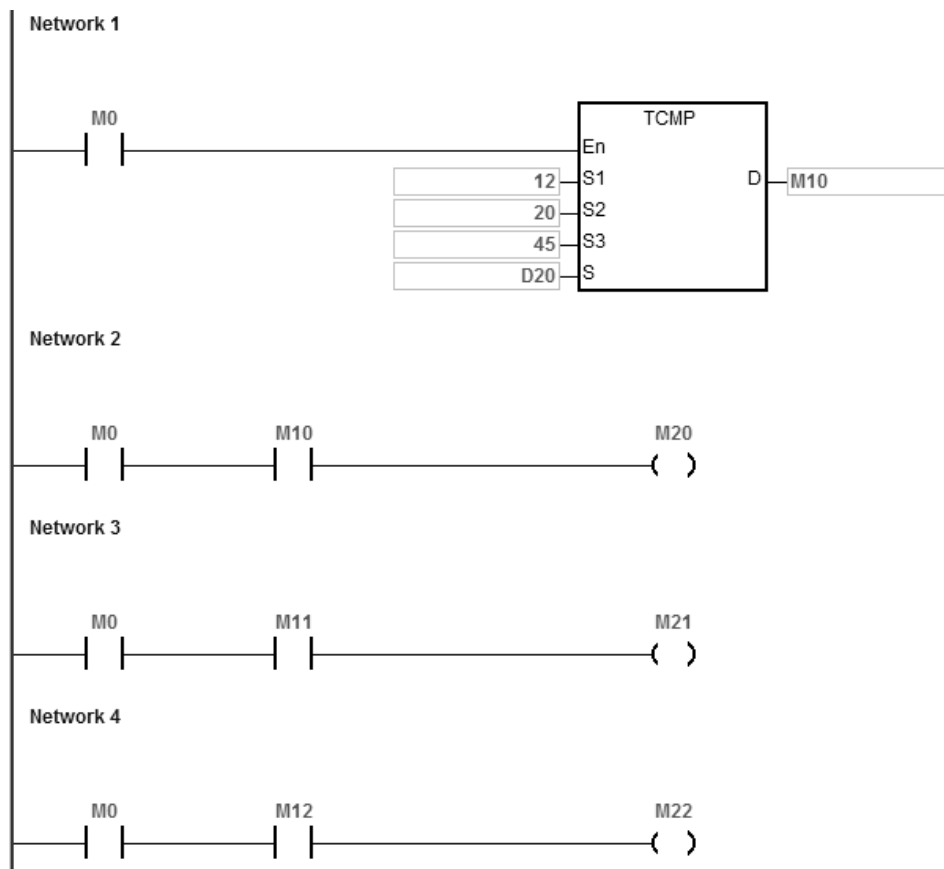 Network 1
M0
TCMP
En
12 S1 D M10
20 S2
45 S3
D20 S
Network 2
M0 M10 M20
Network 3
M0 M11 M21
Network 4
M0 M12 M22